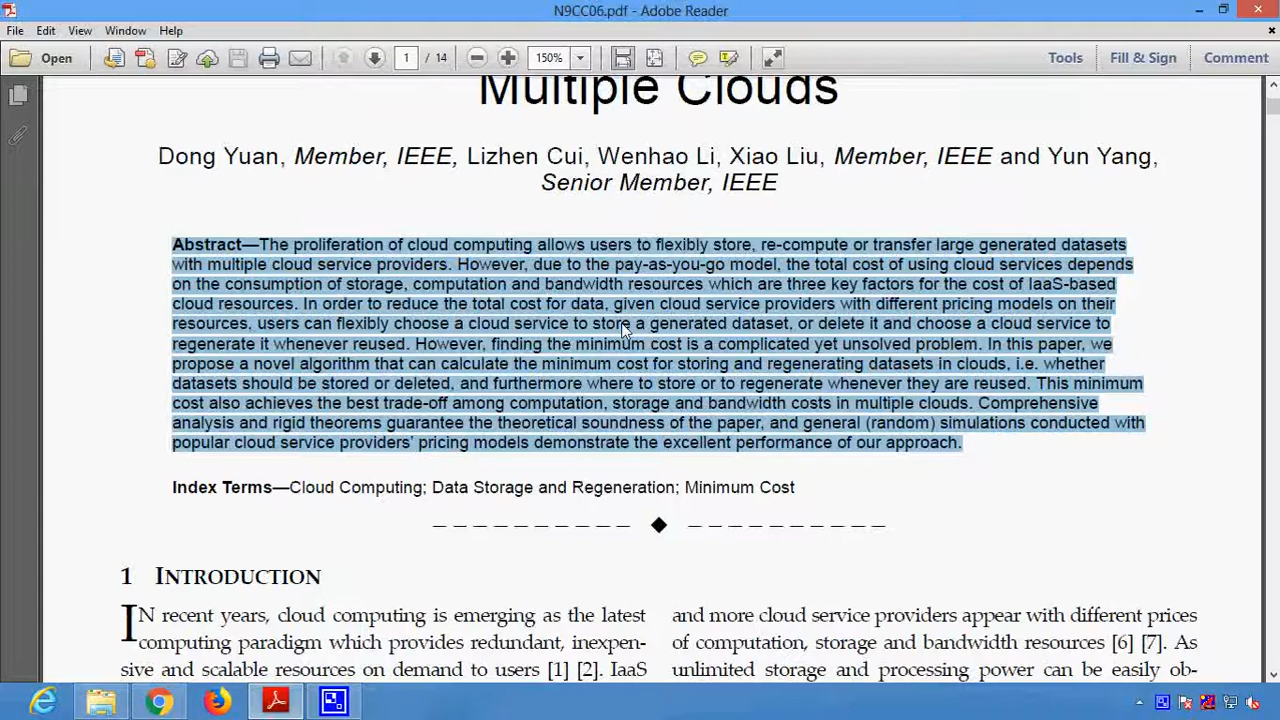 N9CC06.pdf - Adobe Reader
File Edit View Window Help
Open 1 / 14 150% Tools Fill & Sign Comment
Multiple Clouds
Dong Yuan, Member, IEEE, Lizhen Cui, Wenhao Li, Xiao Liu, Member, IEEE and Yun Yang,
Senior Member, IEEE
Abstract—The proliferation of cloud computing allows users to flexibly store, re-compute or transfer large generated datasets
with multiple cloud service providers. However, due to the pay-as-you-go model, the total cost of using cloud services depends
on the consumption of storage, computation and bandwidth resources which are three key factors for the cost of IaaS-based
cloud resources. In order to reduce the total cost for data, given cloud service providers with different pricing models on their
resources, users can flexibly choose a cloud service to store a generated dataset, or delete it and choose a cloud service to
regenerate it whenever reused. However, finding the minimum cost is a complicated yet unsolved problem. In this paper, we
propose a novel algorithm that can calculate the minimum cost for storing and regenerating datasets in clouds, i.e. whether
datasets should be stored or deleted, and furthermore where to store or to regenerate whenever they are reused. This minimum
cost also achieves the best trade-off among computation, storage and bandwidth costs in multiple clouds. Comprehensive
analysis and rigid theorems guarantee the theoretical soundness of the paper, and general (random) simulations conducted with
popular cloud service providers' pricing models demonstrate the excellent performance of our approach.
Index Terms—Cloud Computing; Data Storage and Regeneration; Minimum Cost
1 INTRODUCTION
IN recent years, cloud computing is emerging as the latest
computing paradigm which provides redundant, inexpen-
sive and scalable resources on demand to users [1] [2]. IaaS
and more cloud service providers appear with different prices
of computation, storage and bandwidth resources [6] [7]. As
unlimited storage and processing power can be easily ob-